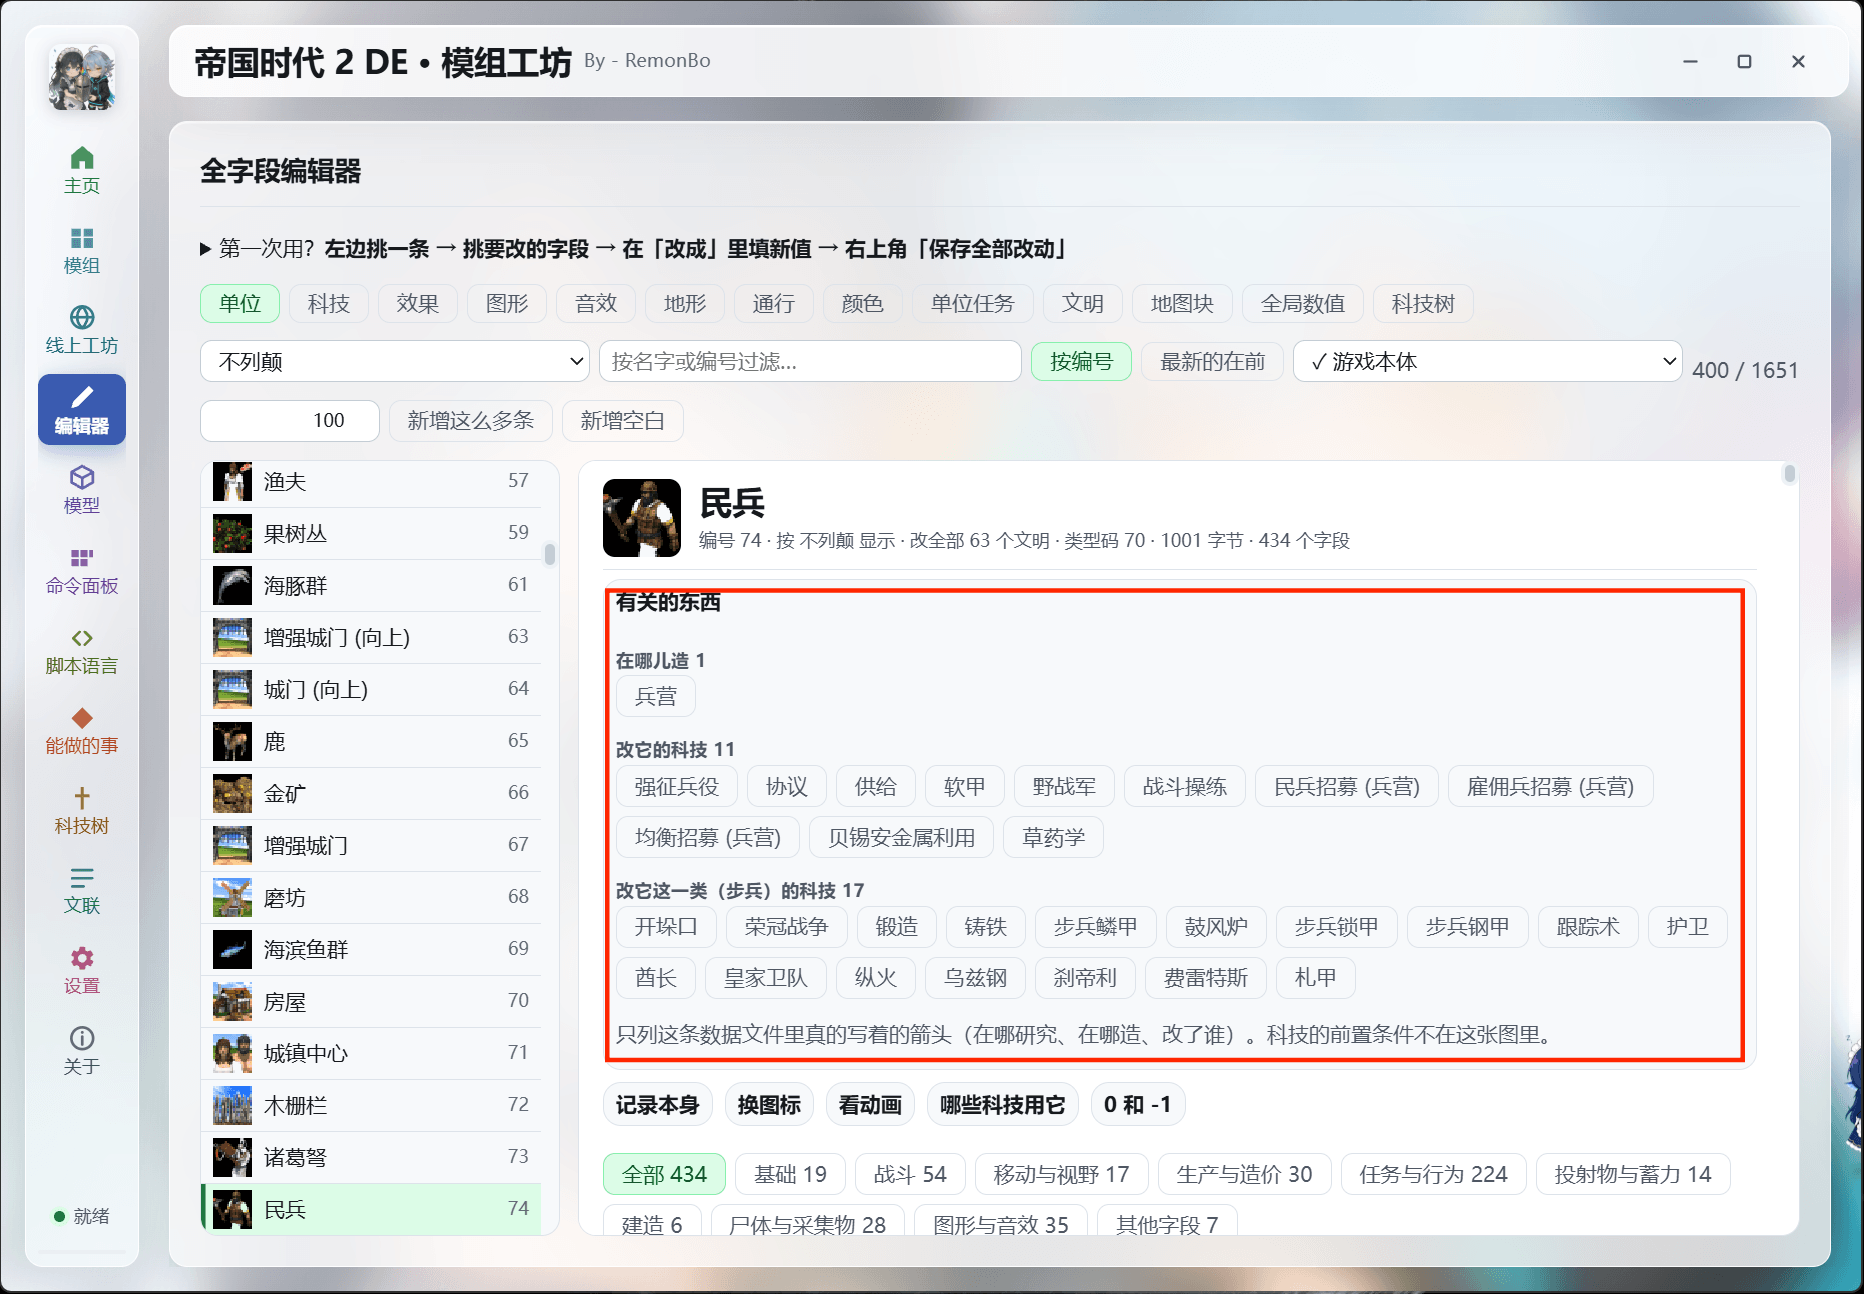 帝国时代 2 DE • 模组工坊 By - RemonBo
主页
模组
线上工坊
编辑器
模型
命令面板
脚本语言
能做的事
科技树
文联
设置
关于
就绪
全字段编辑器
▶ 第一次用? 左边挑一条 → 挑要改的字段 → 在「改成」里填新值 → 右上角「保存全部改动」
单位 科技 效果 图形 音效 地形 通行 颜色 单位任务 文明 地图块 全局数值 科技树
不列颠 按名字或编号过滤... 按编号 最新的在前 ✓ 游戏本体 400 / 1651
100 新增这么多条 新增空白
渔夫 57
果树丛 59
海豚群 61
增强城门 (向上) 63
城门 (向上) 64
鹿 65
金矿 66
增强城门 67
磨坊 68
海滨鱼群 69
房屋 70
城镇中心 71
木栅栏 72
诸葛弩 73
民兵 74
民兵
编号 74 · 按 不列颠 显示 · 改全部 63 个文明 · 类型码 70 · 1001 字节 · 434 个字段
有关的东西
在哪儿造 1
兵营
改它的科技 11
强征兵役 协议 供给 软甲 野战军 战斗操练 民兵招募 (兵营) 雇佣兵招募 (兵营)
均衡招募 (兵营) 贝锡安金属利用 草药学
改它这一类（步兵）的科技 17
开垛口 荣冠战争 锻造 铸铁 步兵鳞甲 鼓风炉 步兵锁甲 步兵钢甲 跟踪术 护卫
酋长 皇家卫队 纵火 乌兹钢 刹帝利 费雷特斯 札甲
只列这条数据文件里真的写着的箭头（在哪研究、在哪造、改了谁）。科技的前置条件不在这张图里。
记录本身 换图标 看动画 哪些科技用它 0 和 -1
全部 434 基础 19 战斗 54 移动与视野 17 生产与造价 30 任务与行为 224 投射物与蓄力 14
建造 6 尸体与采集物 28 图形与音效 35 其他字段 7